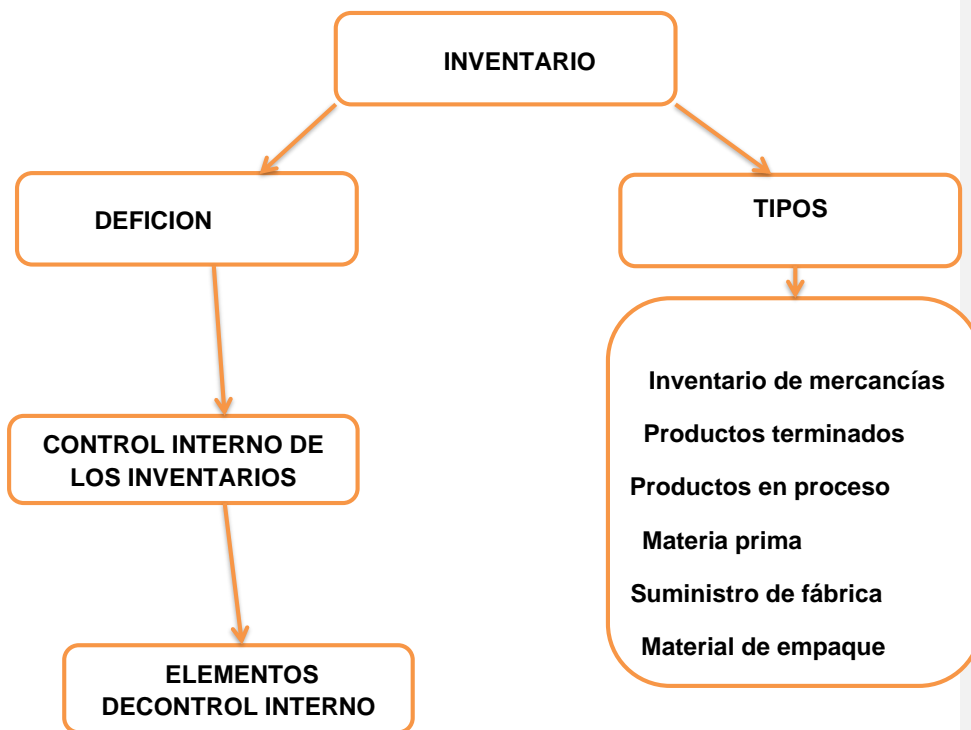 INVENTARIO
DEFICION
TIPOS
CONTROL INTERNO DE
LOS INVENTARIOS
ELEMENTOS
DECONTROL INTERNO
Inventario de mercancías
Productos terminados
Productos en proceso
Materia prima
Suministro de fábrica
Material de empaque